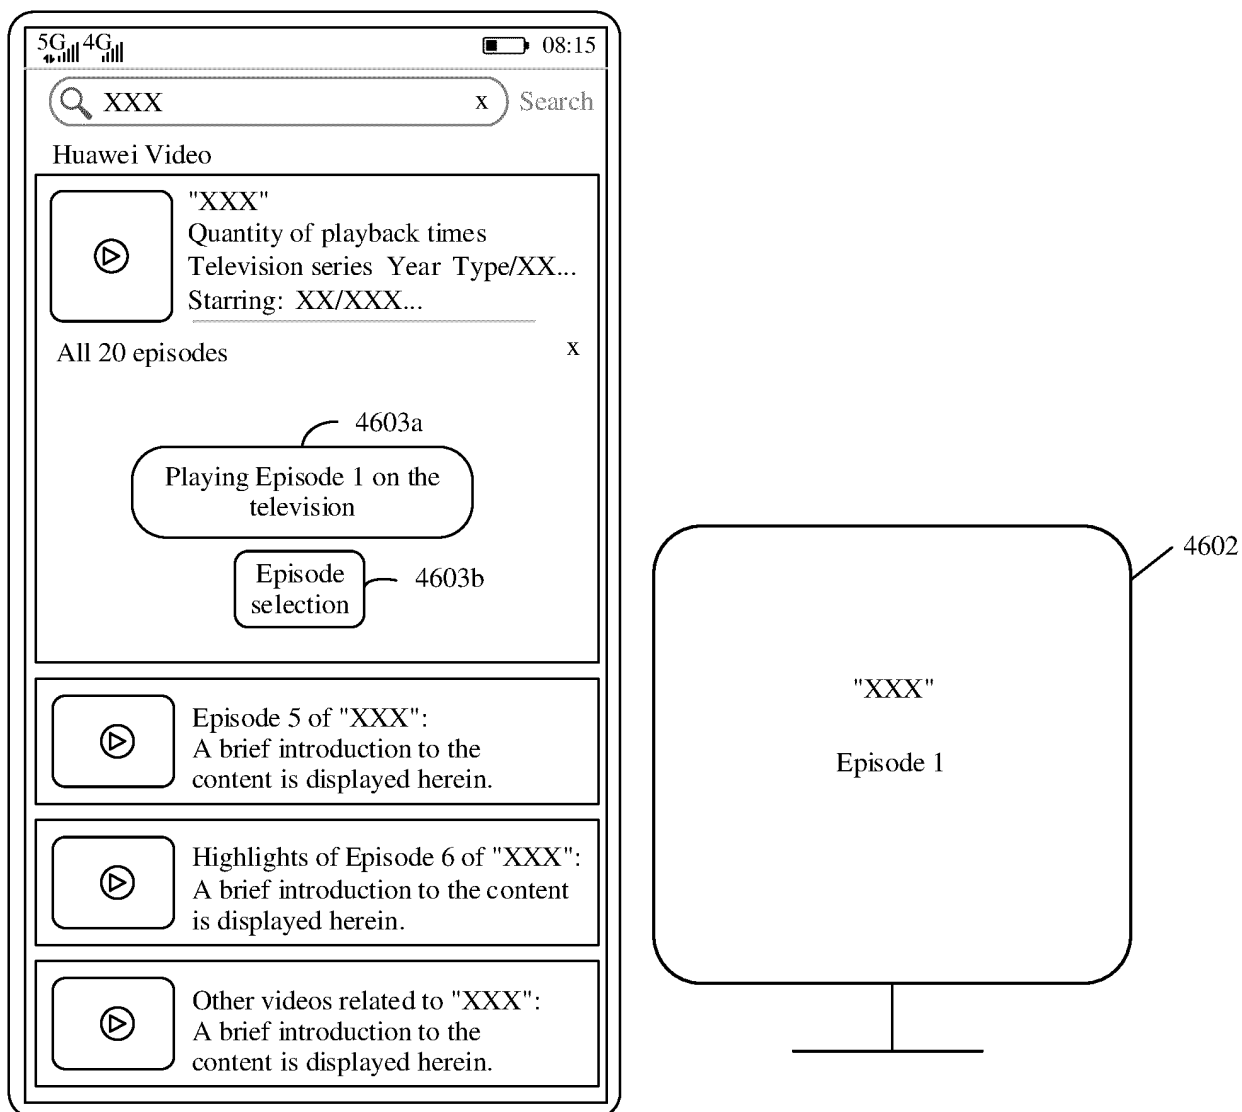 5G 4G 08:15
XXX x Search
Huawei Video
"XXX"
Quantity of playback times
Television series Year Type/XX...
Starring: XX/XXX...
All 20 episodes x
4603a
Playing Episode 1 on the
television
Episode
selection
4603b
Episode 5 of "XXX":
A brief introduction to the
content is displayed herein.
Highlights of Episode 6 of "XXX":
A brief introduction to the content
is displayed herein.
Other videos related to "XXX":
A brief introduction to the
content is displayed herein.
4602
"XXX"
Episode 1